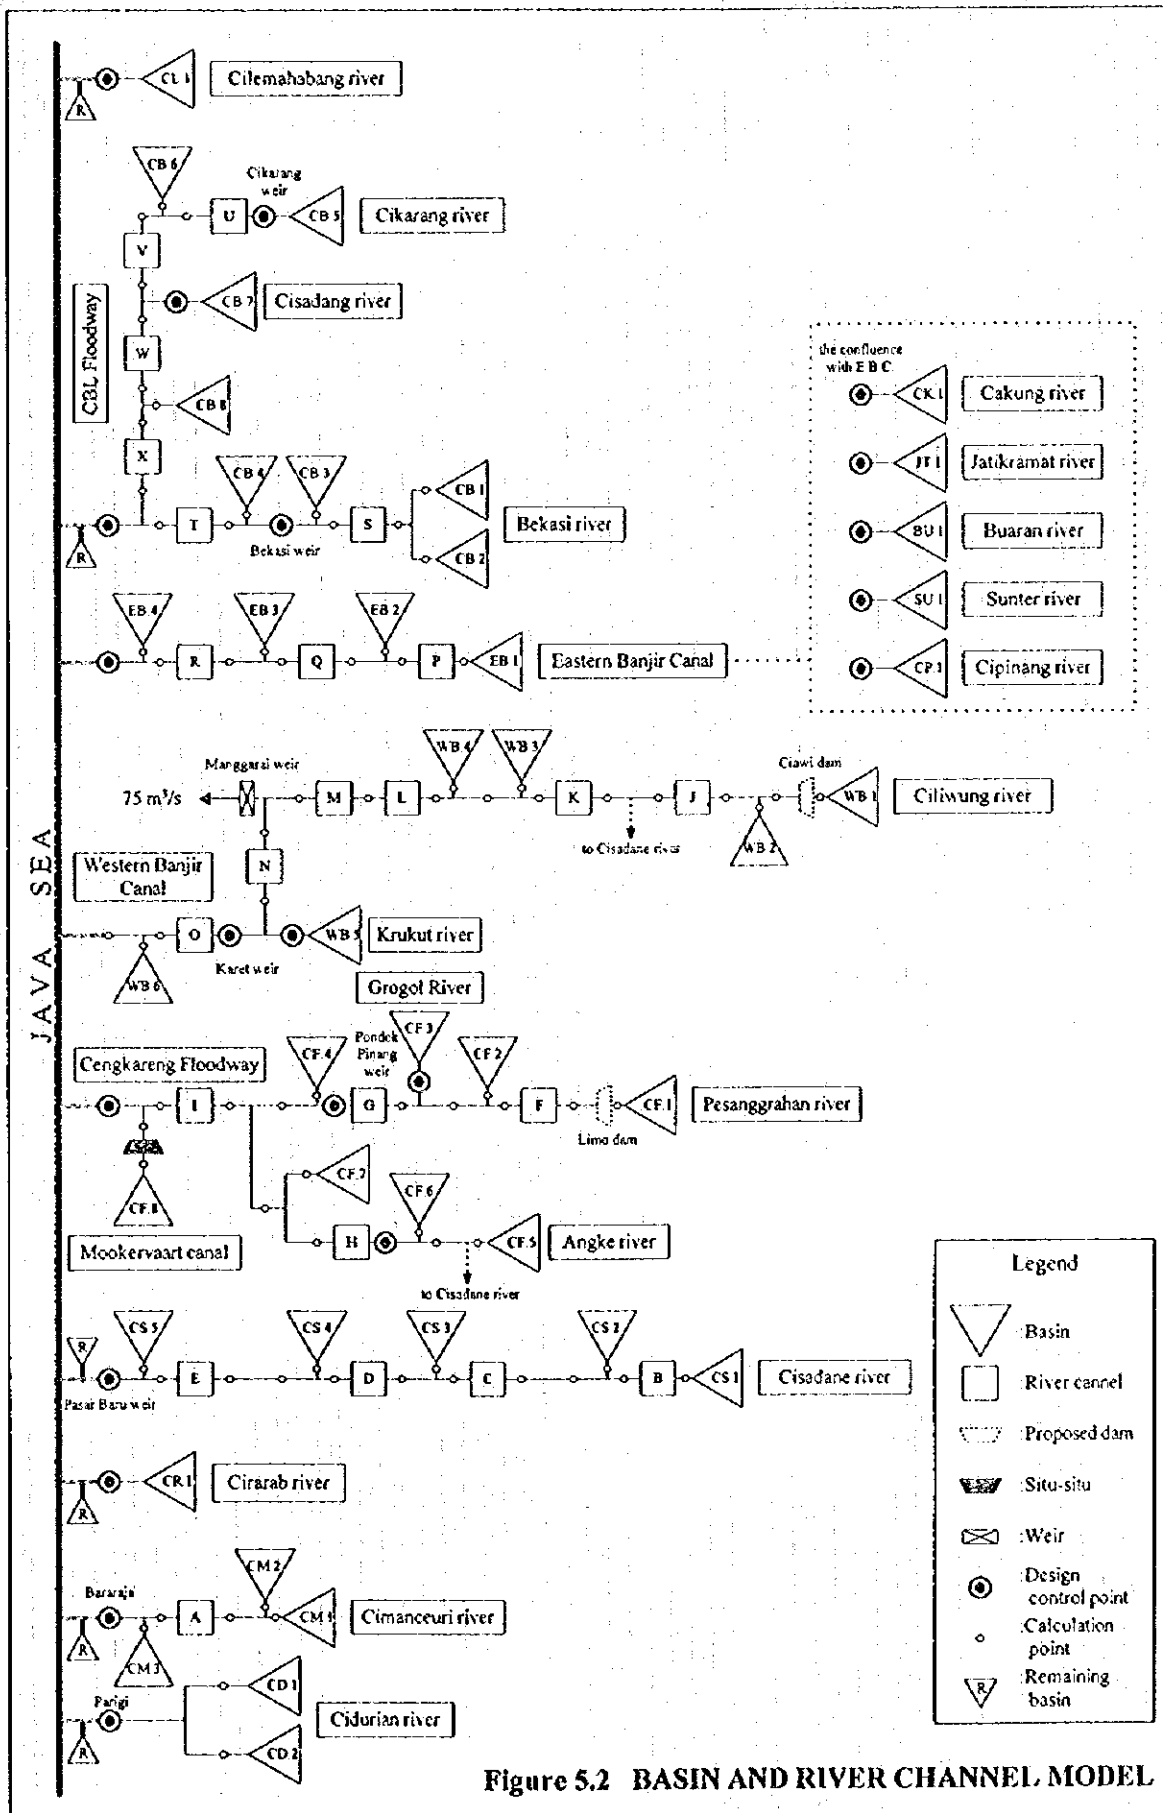 CL 1
Cilemahabang river
R
CB 6
Cikarang
weir
U
CB 5
Cikarang river
V
CB 7
Cisadang river
CBL Floodway
W
CB 8
X
the confluence
with E B C
CK.1
Cakung river
JT 1
Jatikramat river
BU 1
Buaran river
SU 1
Sunter river
CP.1
Cipinang river
CB 4
CB 3
CB 1
T
S
Bekasi river
Bekasi weir
CB 2
R
EB.4
EB 3
EB 2
R
Q
P
EB 1
Eastern Banjir Canal
Manggarai weir
WB 4
WB 3
Ciawi dam
75 m³/s
M
L
K
J
WB 1
Ciliwung river
to Cisadane river
WB 2
JAVA SEA
Western Banjir
Canal
N
O
WB 5
Krukut river
Karet weir
WB 6
Grogol River
Cengkareng Floodway
CF.4
Pondok
Pinang
weir
CF 3
CF 2
I
G
F
CF.1
Pesanggrahan river
Limo dam
CF.7
CF.6
CF.8
H
CF.5
Angke river
Mookervaart canal
to Cisadane river
R
CS 5
CS 4
CS 3
CS 2
E
D
C
B
CS 1
Cisadane river
Pasar Baru weir
CR 1
Cirarab river
R
CM 2
Bararaja
A
CM 1
Cimanceuri river
R
CM 3
CD.1
Parigi
Cidurian river
R
CD.2
Legend
:Basin
:River cannel
:Proposed dam
:Situ-situ
:Weir
:Design
control point
:Calculation
point
R
:Remaining
basin
Figure 5.2 BASIN AND RIVER CHANNEL MODEL